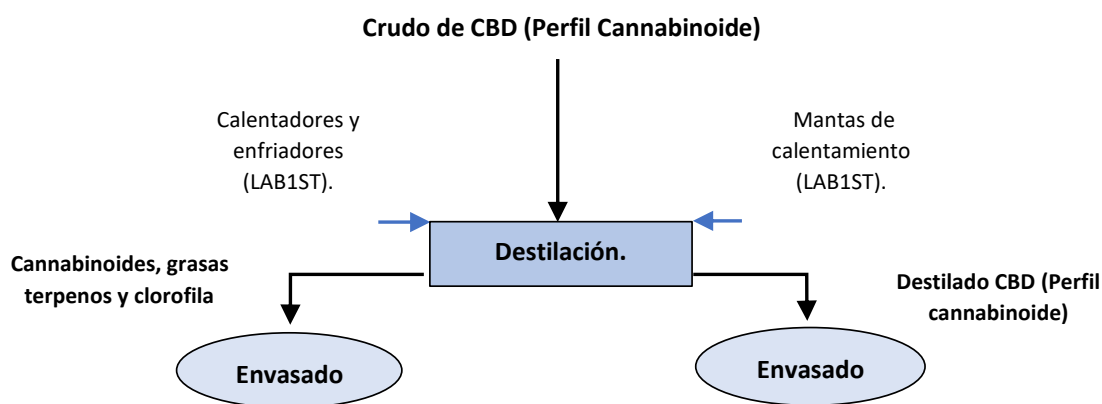 Crudo de CBD (Perfil Cannabinoide)
Calentadores y
enfriadores
(LAB1ST).
Mantas de
calentamiento
(LAB1ST).
Destilación.
Cannabinoides, grasas
terpenos y clorofila
Destilado CBD (Perfil
cannabinoide)
Envasado
Envasado